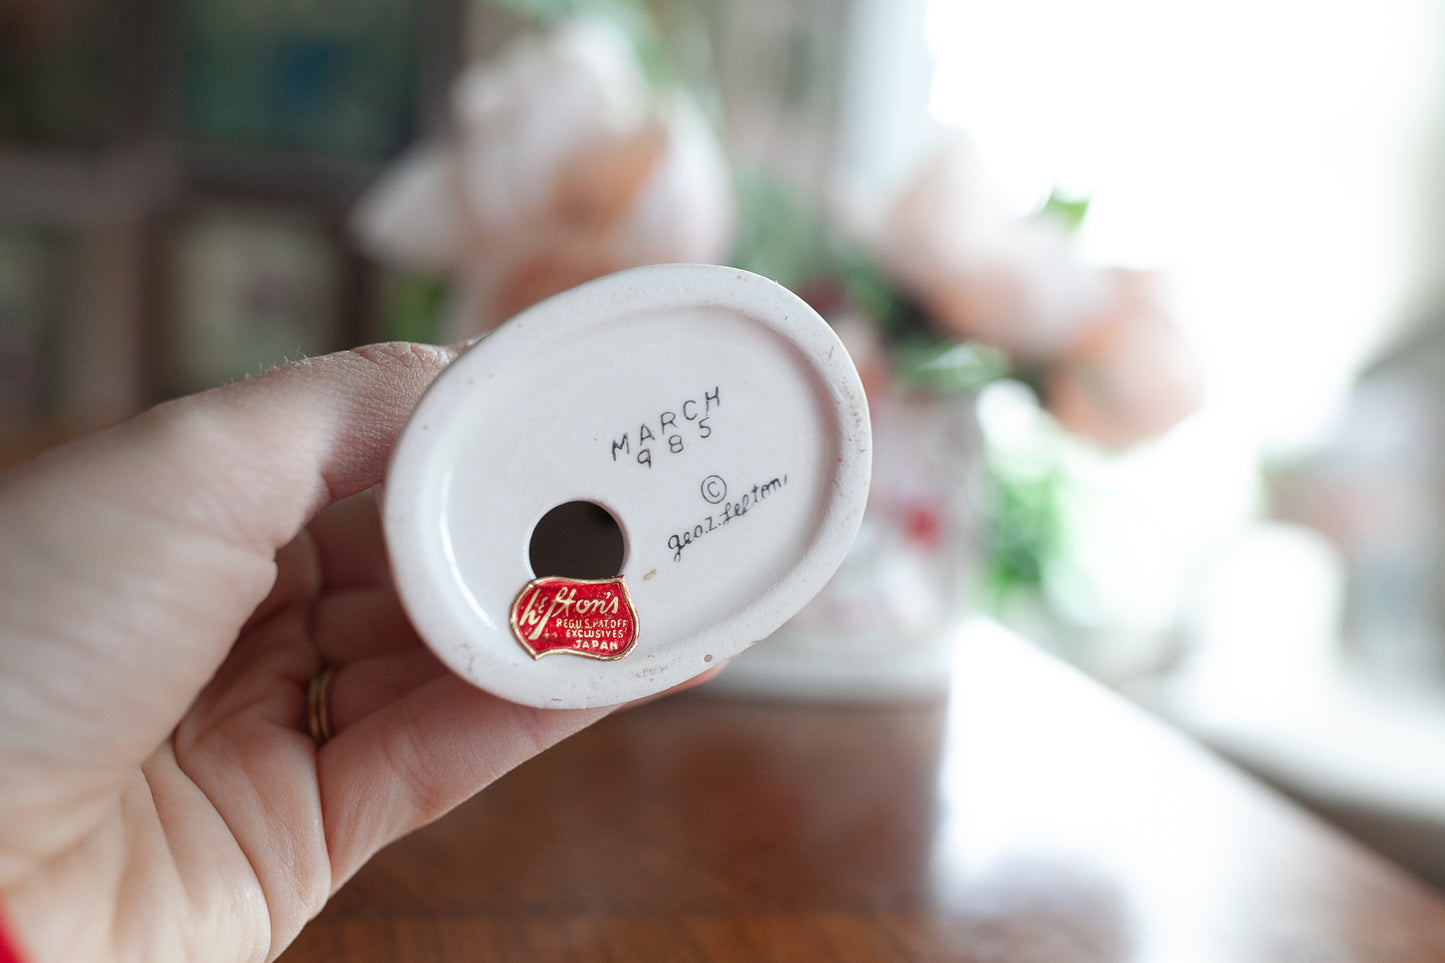 MARCH
985
©
Geo. Z. Lefton,
Lefton's
REG.U.S.PAT.OFF
EXCLUSIVES
JAPAN